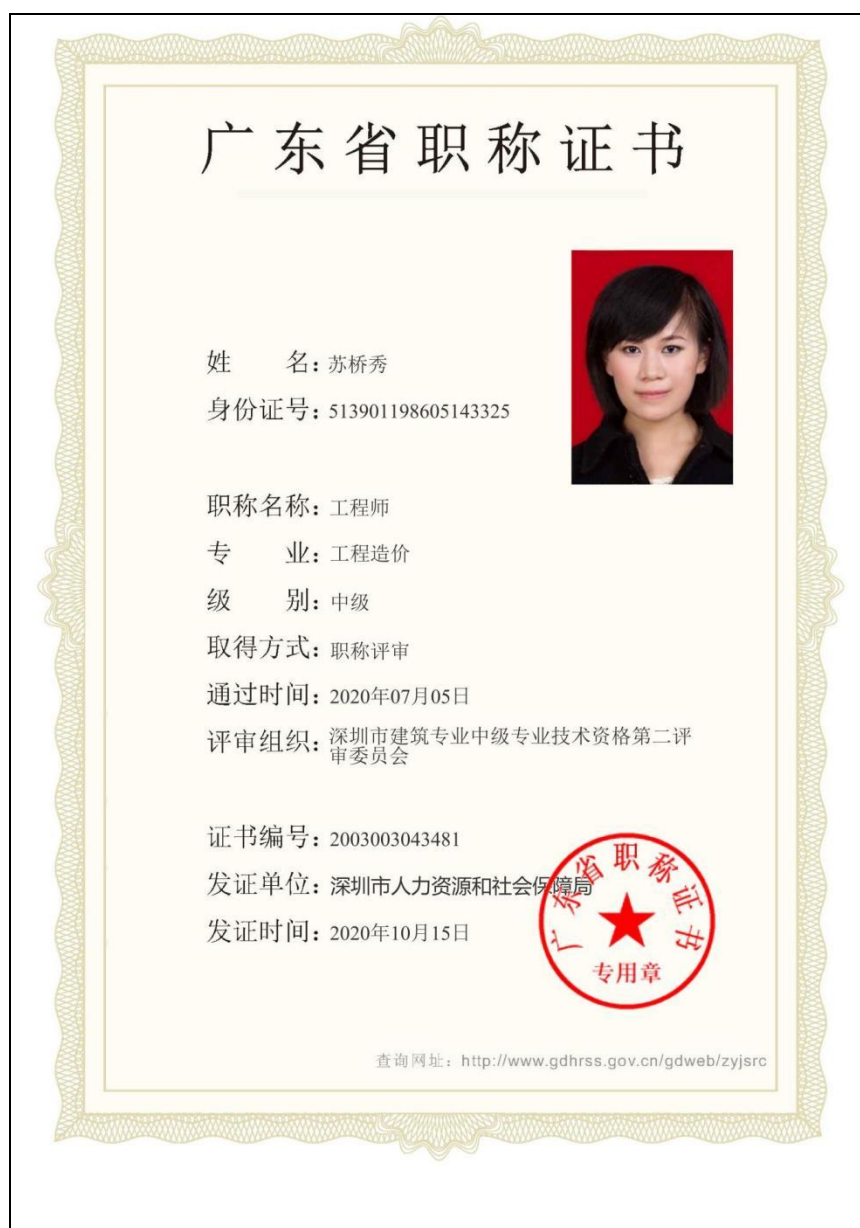 广东省职称证书
姓 名：苏桥秀
身份证号：513901198605143325
职称名称：工程师
专 业：工程造价
级 别：中级
取得方式：职称评审
通过时间：2020年07月05日
评审组织：深圳市建筑专业中级专业技术资格第二评
审委员会
证书编号：2003003043481
发证单位：深圳市人力资源和社会保障局
发证时间：2020年10月15日
广东省职称证书
专用章
查询网址：http://www.gdhrss.gov.cn/gdweb/zyjsrc